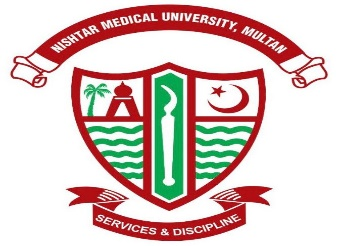 NISHTAR MEDICAL UNIVERSITY, MULTAN
SERVICES & DISCIPLINE